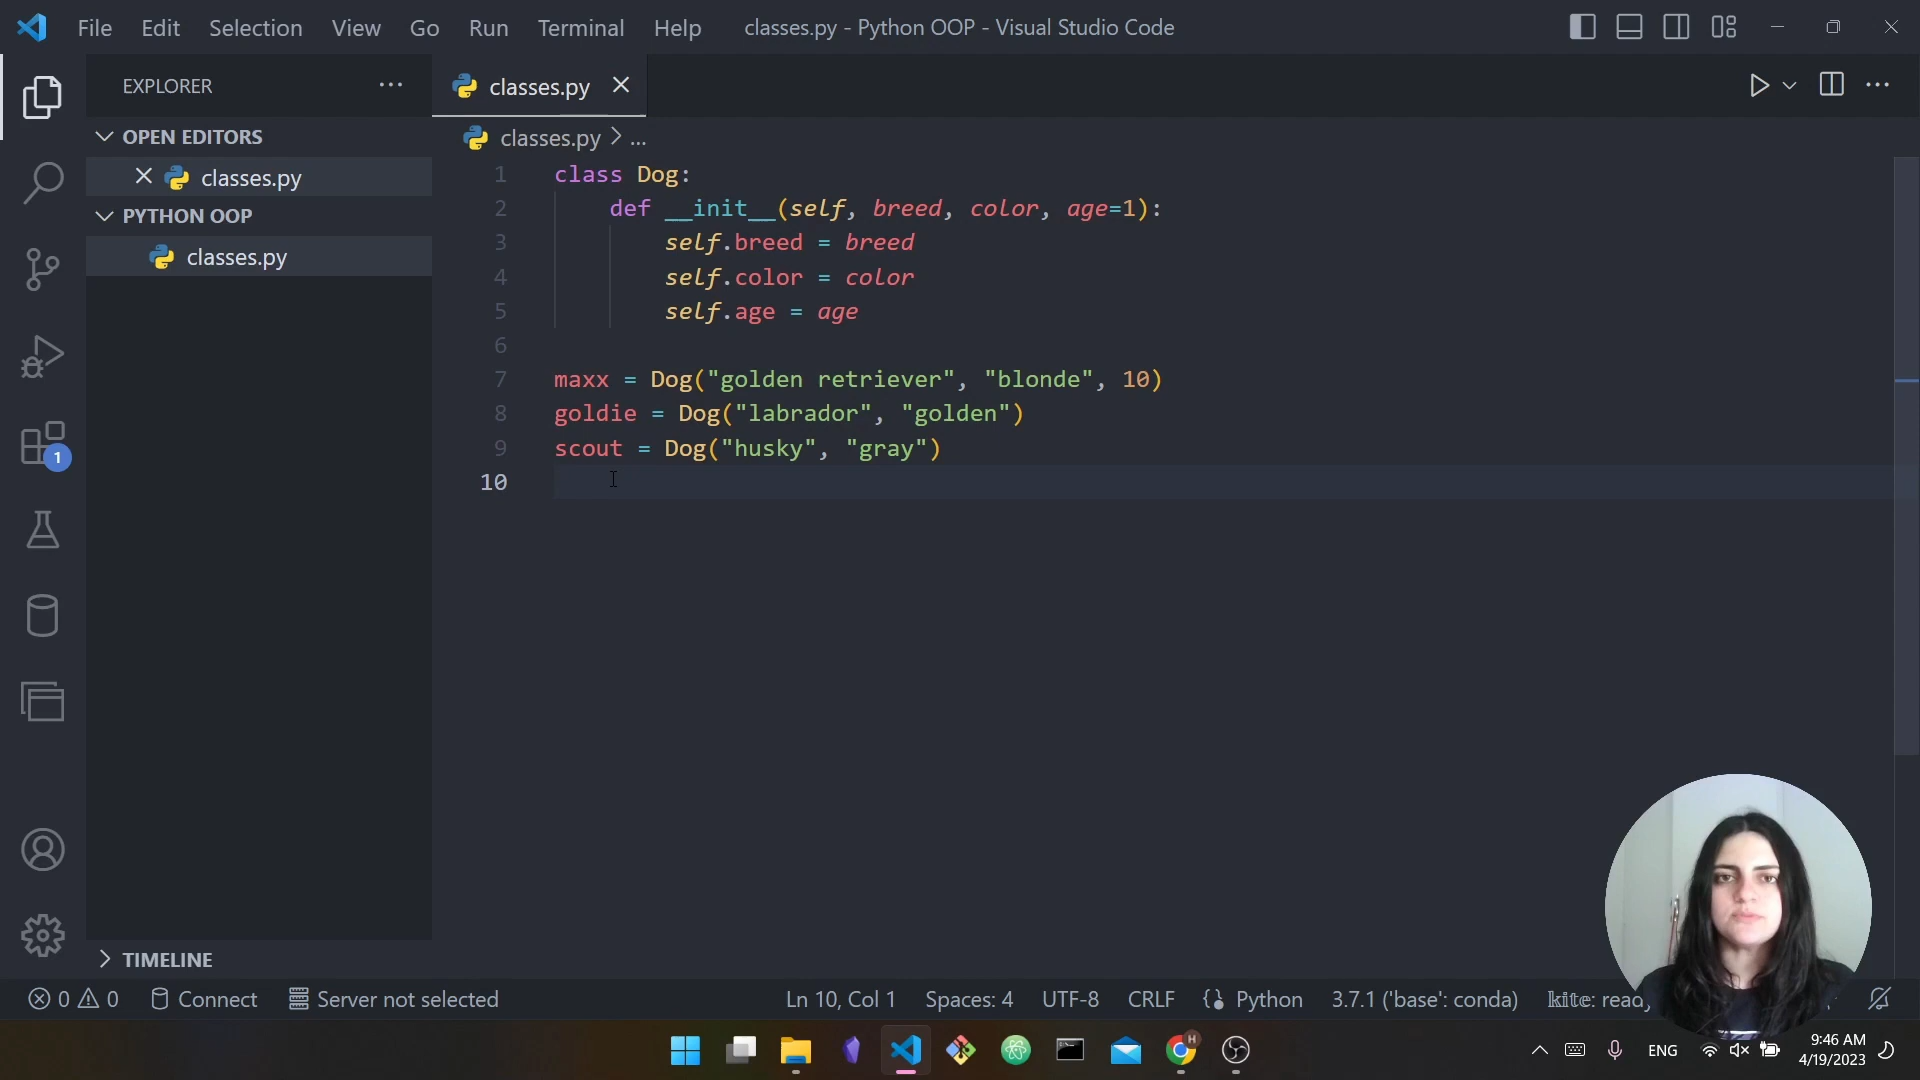 File Edit Selection View Go Run Terminal Help classes.py - Python OOP - Visual Studio Code
EXPLORER
OPEN EDITORS
classes.py
PYTHON OOP
classes.py
TIMELINE
classes.py
classes.py > ...
1 class Dog:
2 def __init__(self, breed, color, age=1):
3 self.breed = breed
4 self.color = color
5 self.age = age
6
7 maxx = Dog("golden retriever", "blonde", 10)
8 goldie = Dog("labrador", "golden")
9 scout = Dog("husky", "gray")
10
1
0 0 Connect Server not selected Ln 10, Col 1 Spaces: 4 UTF-8 CRLF Python 3.7.1 ('base': conda) kite:
H
ENG
9:46 AM
4/19/2023